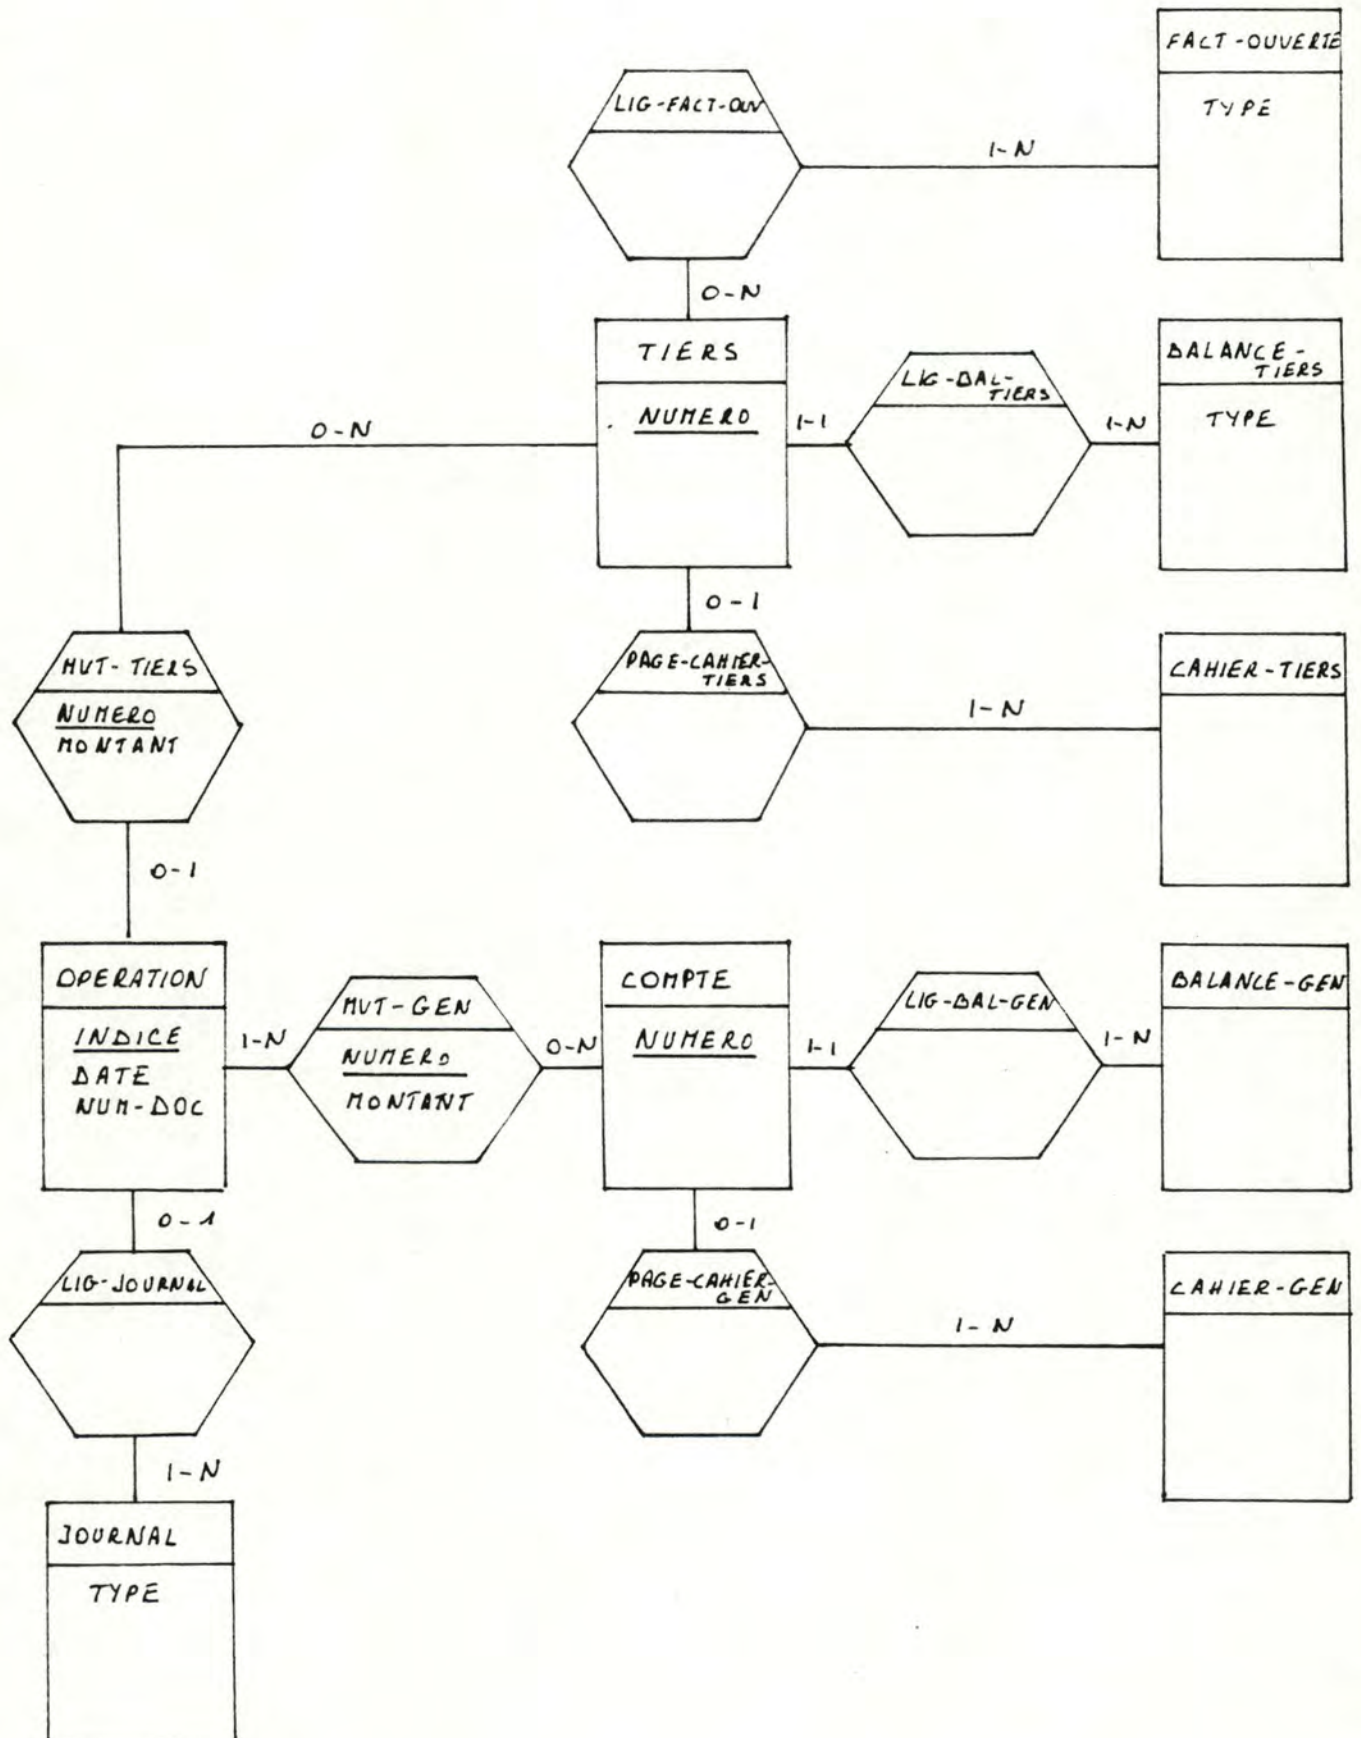 FACT-OUVERTE
TYPE
LIG-FACT-OUV
1-N
0-N
TIERS
NUMERO
1-1
LIG-BAL-
TIERS
1-N
BALANCE-
TIERS
TYPE
0-N
0-1
MUT-TIERS
NUMERO
MONTANT
PAGE-CAHIER-
TIERS
1-N
CAHIER-TIERS
0-1
OPERATION
INDICE
DATE
NUM-DOC
1-N
MUT-GEN
NUMERO
MONTANT
0-N
COMPTE
NUMERO
1-1
LIG-BAL-GEN
1-N
BALANCE-GEN
0-1
0-1
LIG-JOURNAL
PAGE-CAHIER-
GEN
1-N
CAHIER-GEN
1-N
JOURNAL
TYPE